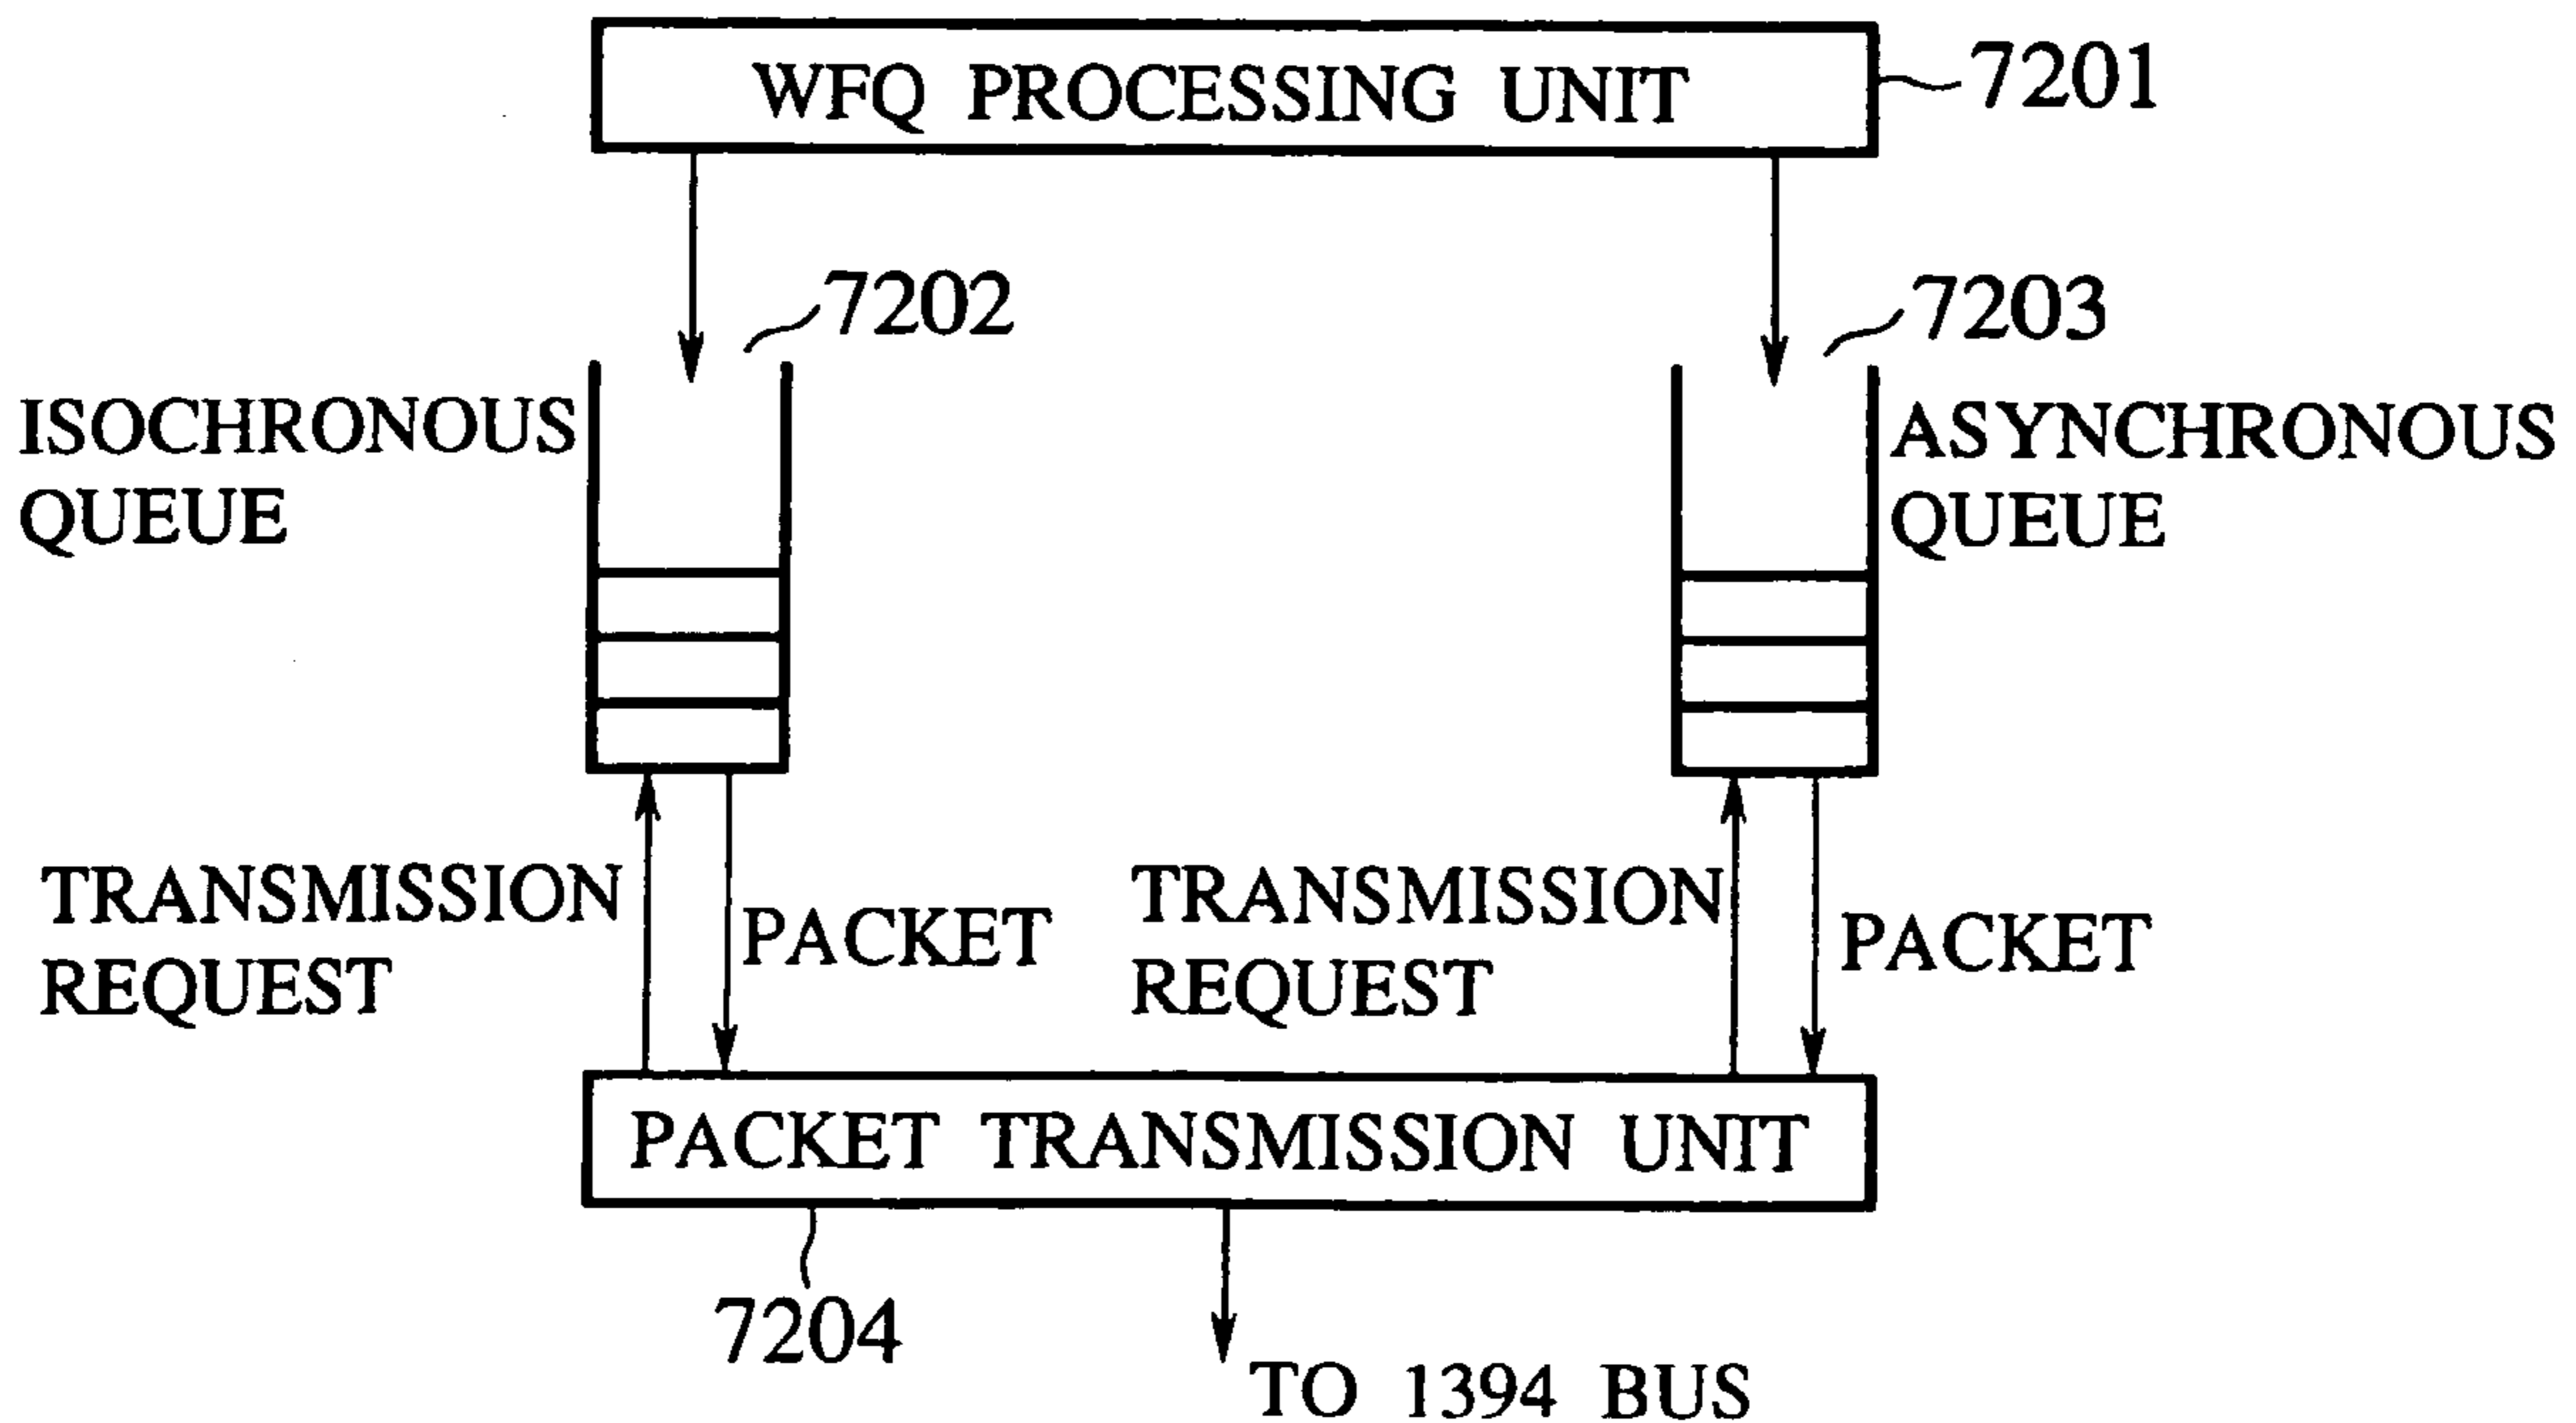 WFQ PROCESSING UNIT
7201
7202
7203
ISOCHRONOUS
QUEUE
ASYNCHRONOUS
QUEUE
TRANSMISSION
REQUEST
PACKET
TRANSMISSION
REQUEST
PACKET
PACKET TRANSMISSION UNIT
7204
TO 1394 BUS